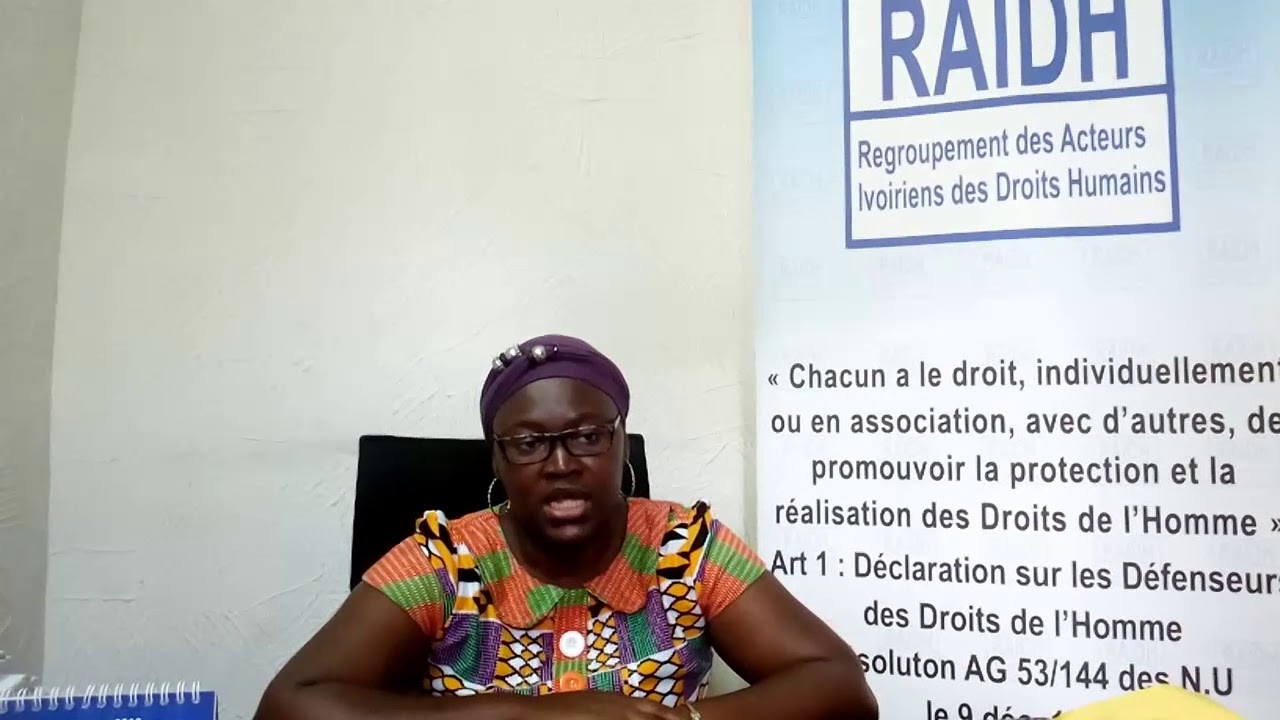 RAIDH
Regroupement des Acteurs
Ivoiriens des Droits Humains
« Chacun a le droit, individuellement
ou en association, avec d'autres, de
promouvoir la protection et la
réalisation des Droits de l'Homme »
Art 1 : Déclaration sur les Défenseurs
des Droits de l'Homme
soluton AG 53/144 des N.U
le 9